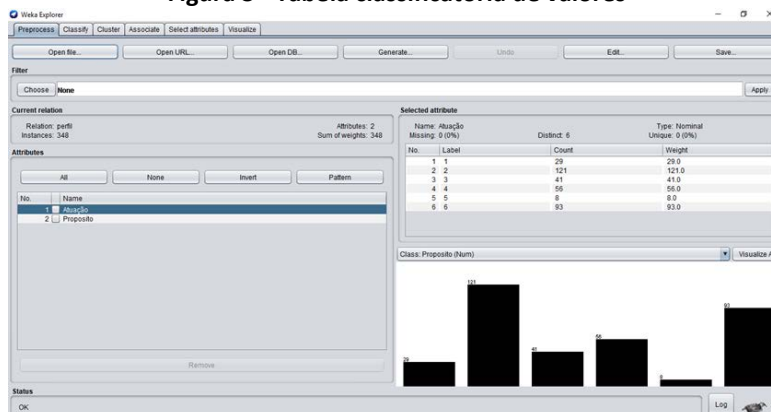 Figura 3 - Tabela classificatória de valores
Weka Explorer
Preprocess Classify Cluster Associate Select attributes Visualize
Open file... Open URL... Open DB... Generate... Undo Edit... Save...
Filter
Choose None Apply
Current relation
Relation: perfil Attributes: 2
Instances: 348 Sum of weights: 348
Attributes
All None Invert Pattern
No. Name
1 Atuação
2 Proposito
Remove
Selected attribute
Name: Atuação Type: Nominal
Missing: 0 (0%) Distinct: 6 Unique: 0 (0%)
No. Label Count Weight
1 1 29 29.0
2 2 121 121.0
3 3 41 41.0
4 4 56 56.0
5 5 8 8.0
6 6 93 93.0
Class: Proposito (Num) Visualize A
29 121 41 56 8 93
Status
OK Log